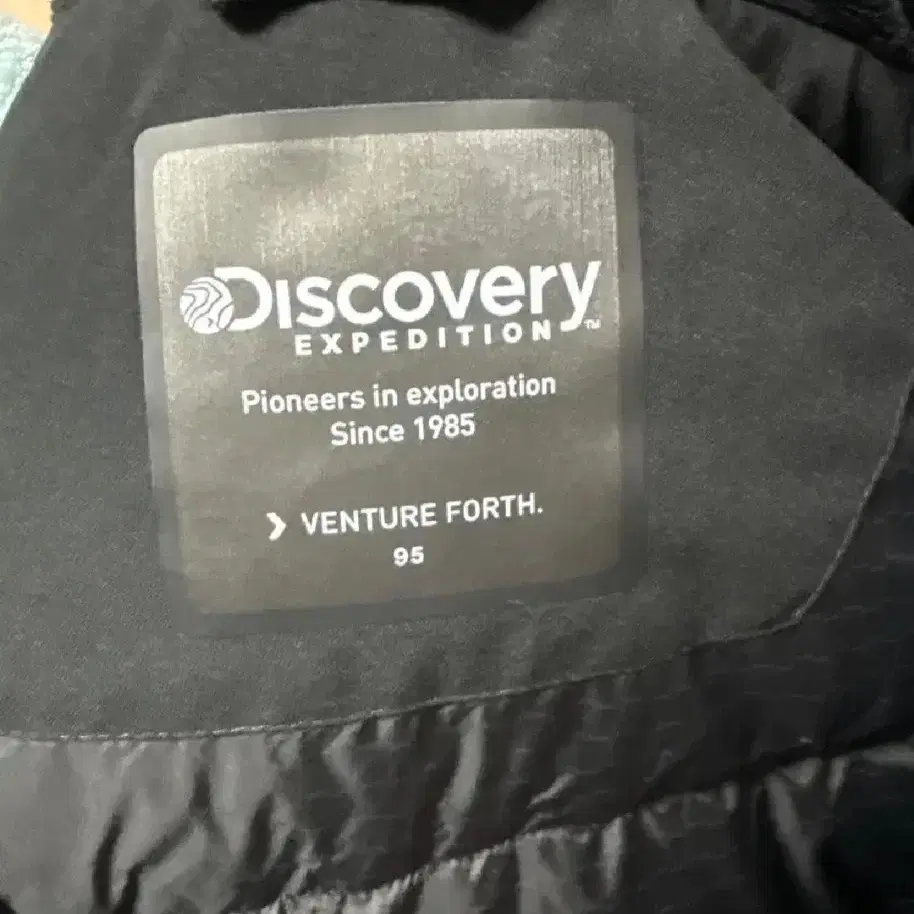 Discovery
EXPEDITION™
Pioneers in exploration
Since 1985
❯ VENTURE FORTH.
95